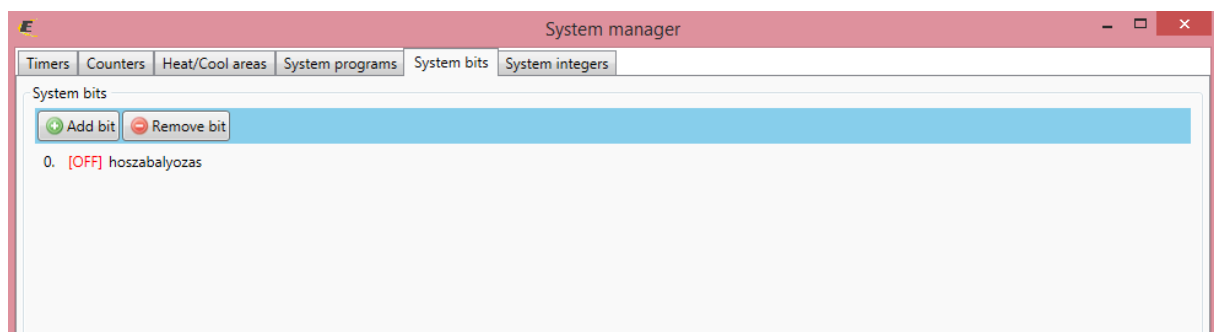 System manager
Timers Counters Heat/Cool areas System programs System bits System integers
System bits
Add bit Remove bit
0. [OFF] hoszabalyozas